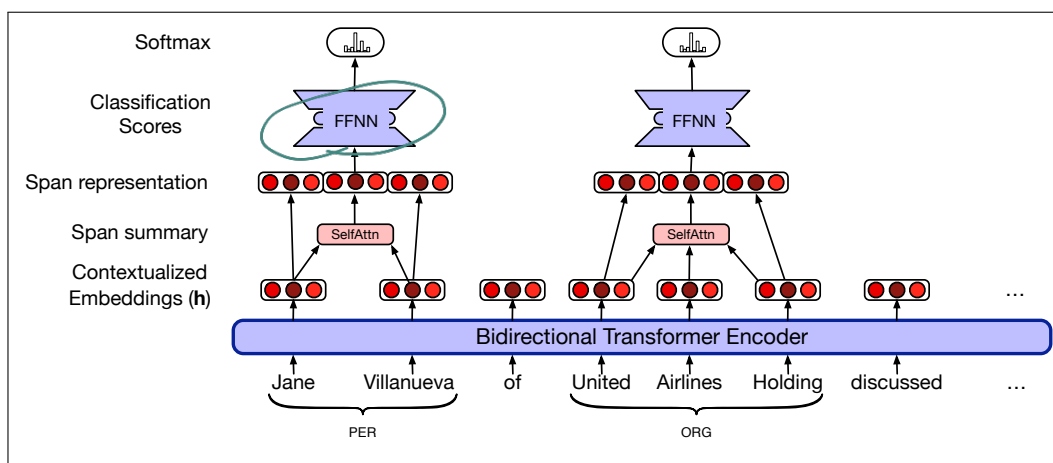 Softmax
Classification
Scores
FFNN
FFNN
Span representation
Span summary
SelfAttn
SelfAttn
Contextualized
Embeddings (h)
...
Bidirectional Transformer Encoder
Jane Villanueva of United Airlines Holding discussed ...
PER
ORG